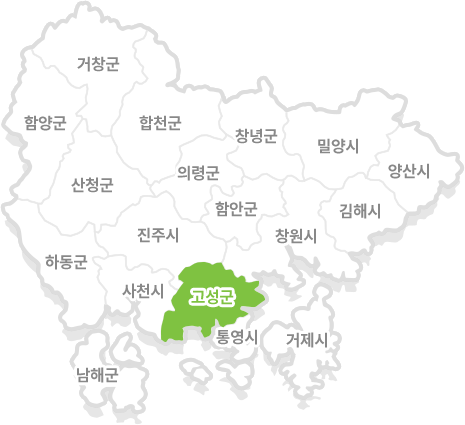 거창군
함양군
합천군
창녕군
밀양시
양산시
산청군
의령군
함안군
김해시
진주시
창원시
하동군
사천시
고성군
통영시
거제시
남해군